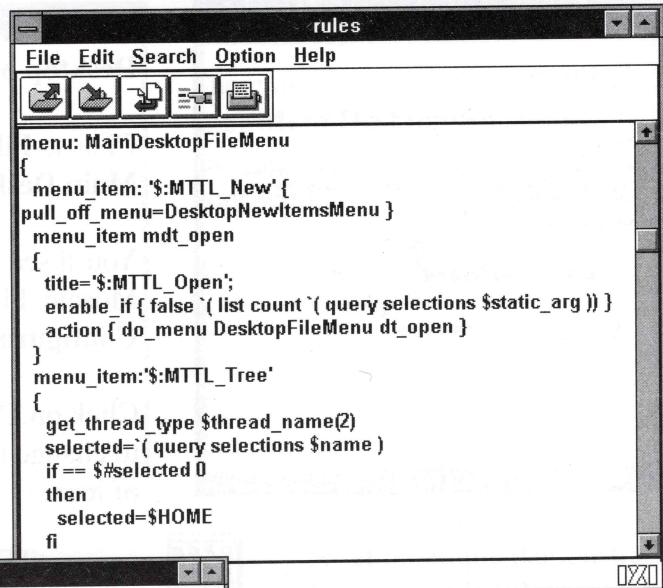 rules
File Edit Search Option Help
menu: MainDesktopFileMenu
{
menu_item: '$:MTTL_New' {
pull_off_menu=DesktopNewItemsMenu }
menu_item mdt_open
{
title='$:MTTL_Open';
enable_if { false `( list count `( query selections $static_arg )) }
action { do_menu DesktopFileMenu dt_open }
}
menu_item:'$:MTTL_Tree'
{
get_thread_type $thread_name(2)
selected=`( query selections $name )
if == $#selected 0
then
selected=$HOME
fi
IXI